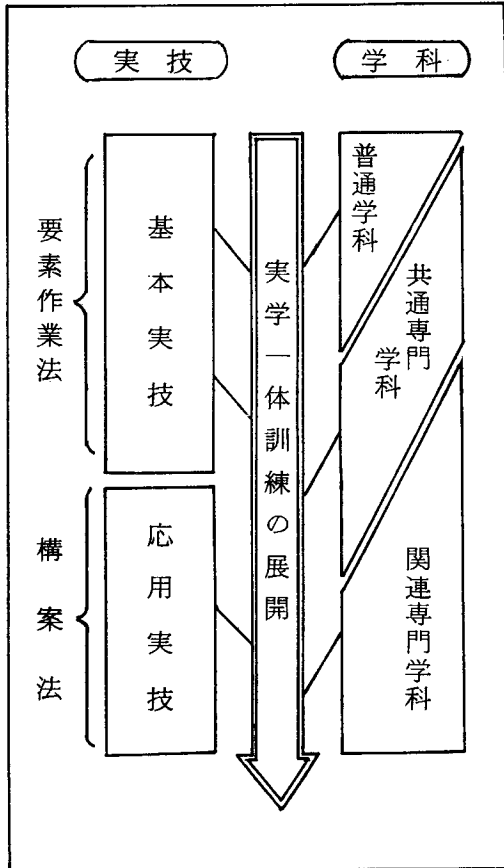 実技
学科
要素作業法
基本実技
実学一体訓練の展開
普通学科
共通専門
学科
構案法
応用実技
関連専門学科